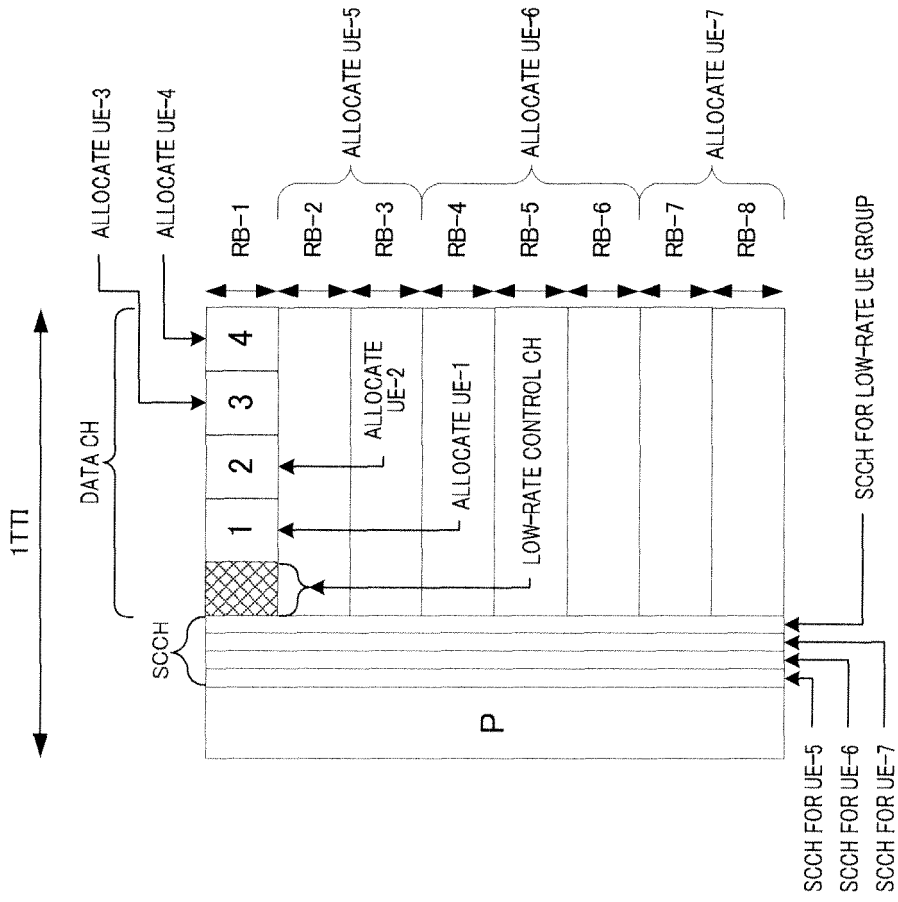 1TTI
DATA CH
SCCH
ALLOCATE UE-3
ALLOCATE UE-4
P
1
2
3
4
RB-1
RB-2
RB-3
RB-4
RB-5
RB-6
RB-7
RB-8
ALLOCATE UE-5
ALLOCATE UE-6
ALLOCATE UE-7
ALLOCATE
UE-2
ALLOCATE UE-1
LOW-RATE CONTROL CH
SCCH FOR LOW-RATE UE GROUP
SCCH FOR UE-5
SCCH FOR UE-6
SCCH FOR UE-7